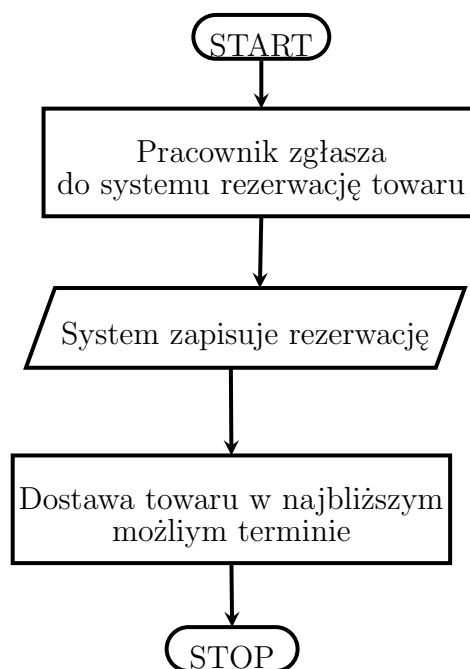 START
Pracownik zgłasza
do systemu rezerwację towaru
System zapisuje rezerwację
Dostawa towaru w najbliższym
możliym terminie
STOP